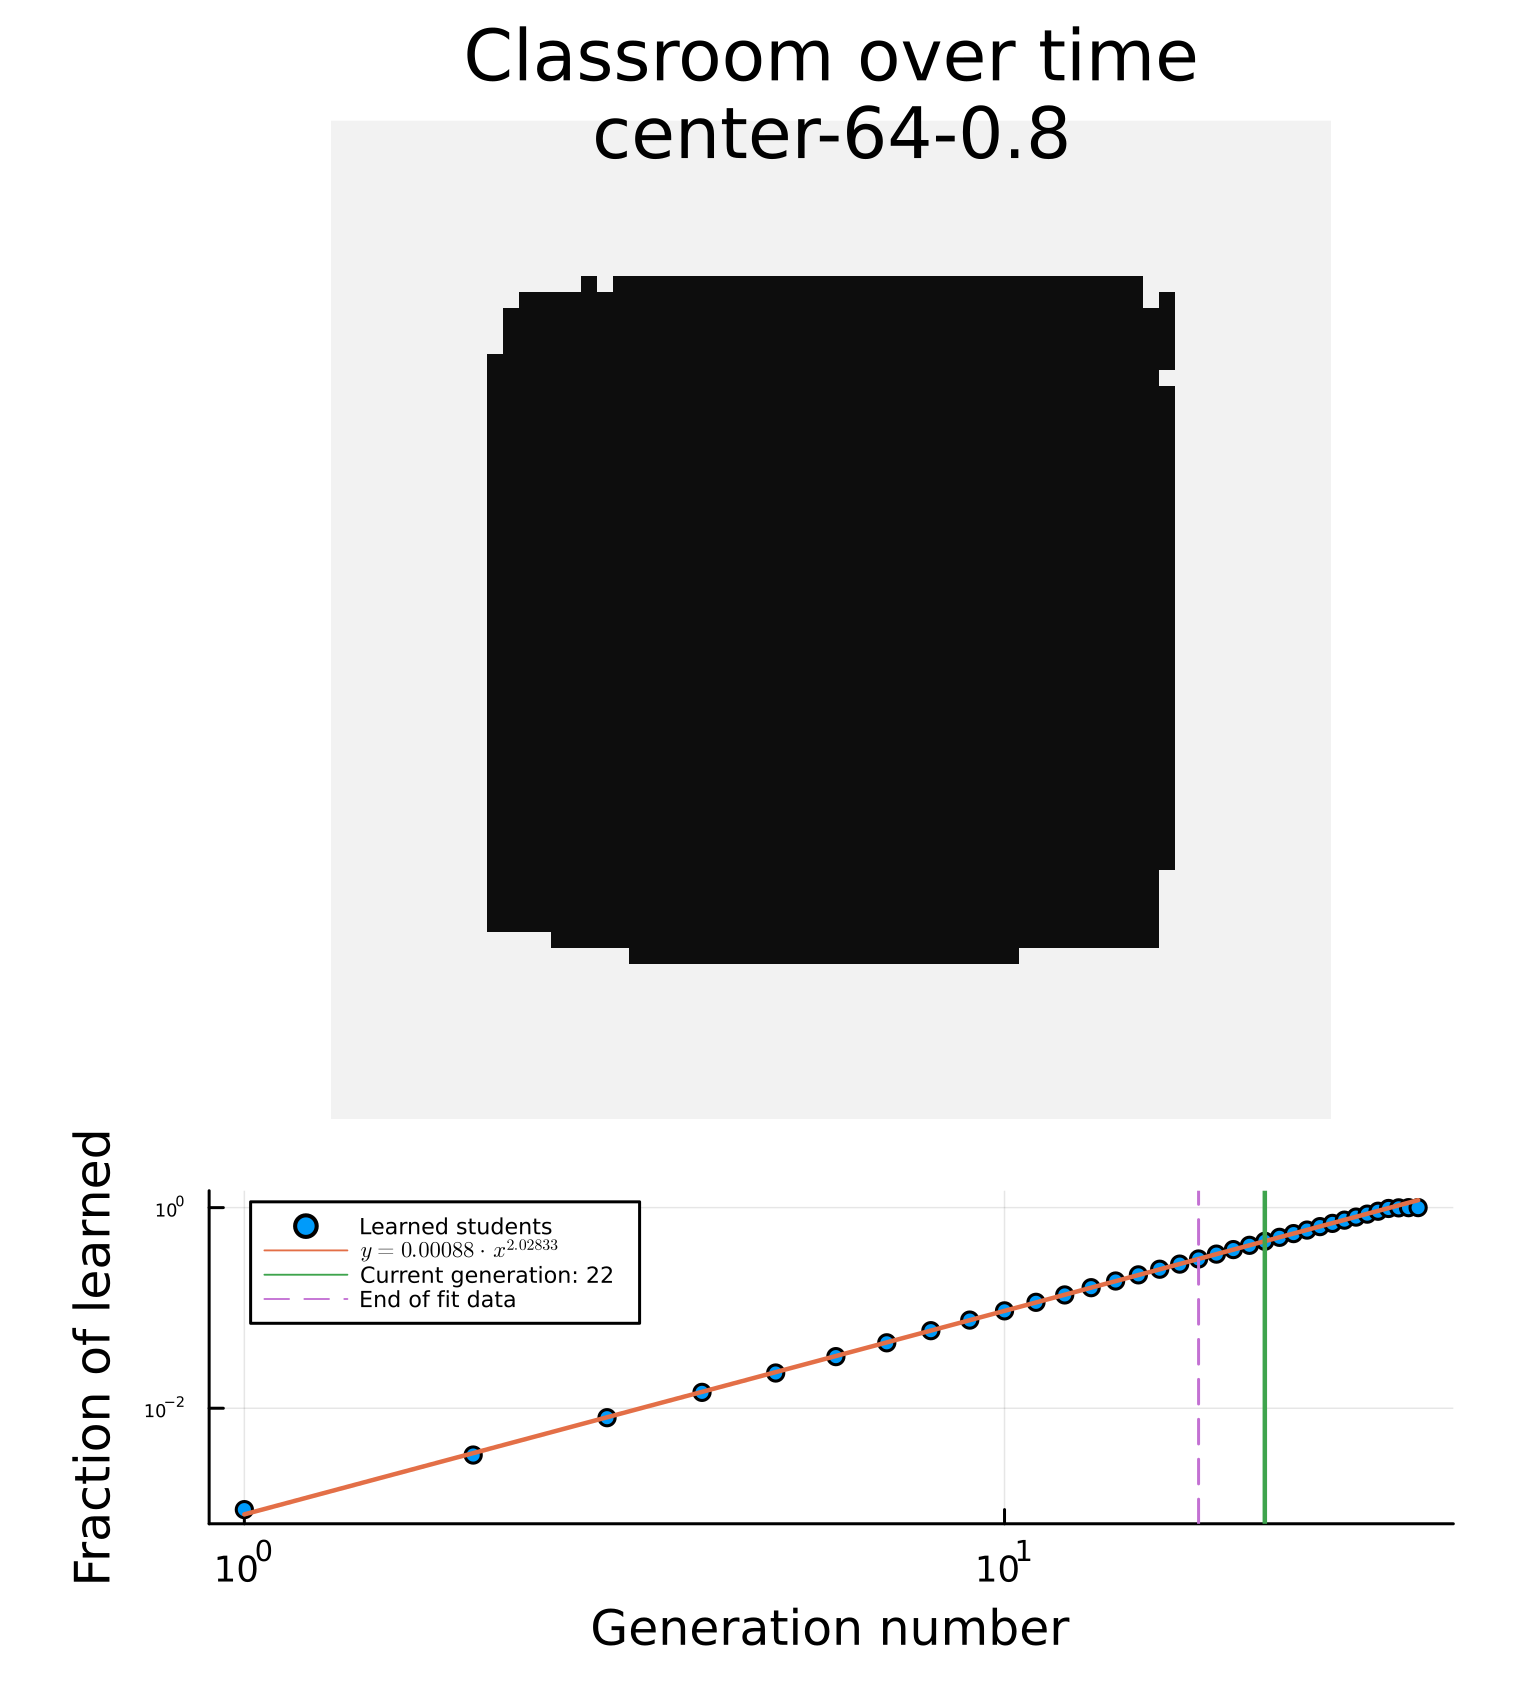 Classroom over time
center-64-0.8
Fraction of learned
10⁰
10⁻²
Learned students
y = 0.00088 · x^2.02833
Current generation: 22
End of fit data
10⁰
10¹
Generation number